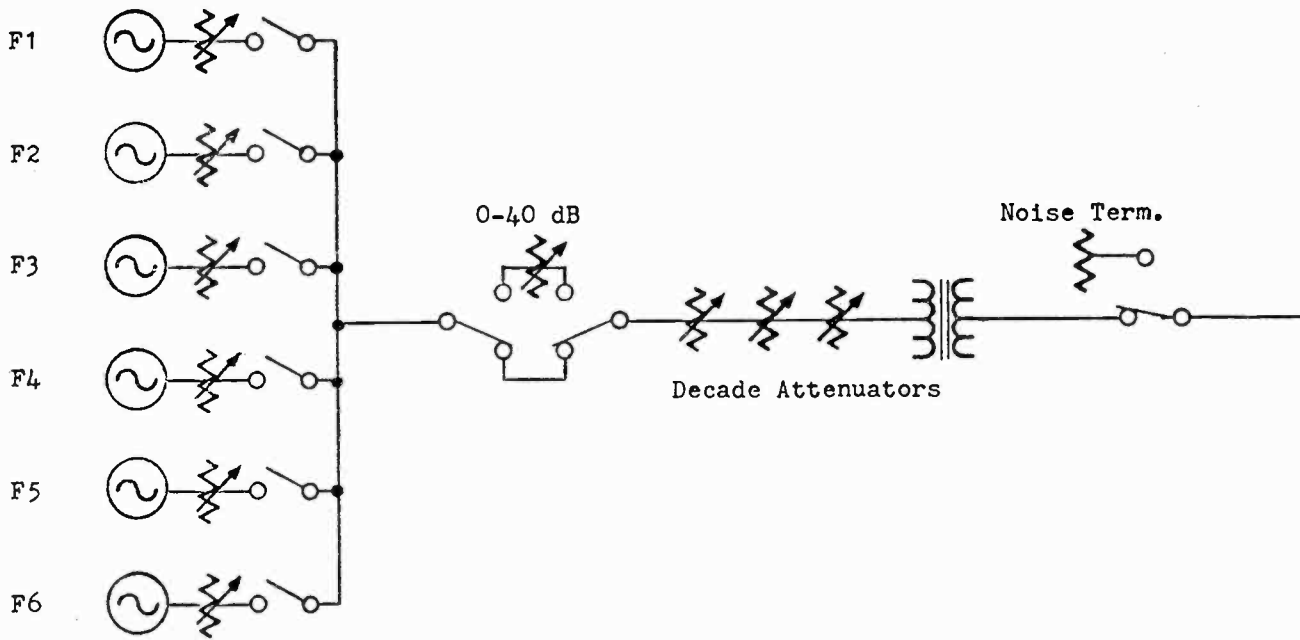 F1
F2
F3
F4
F5
F6
0-40 dB
Decade Attenuators
Noise Term.